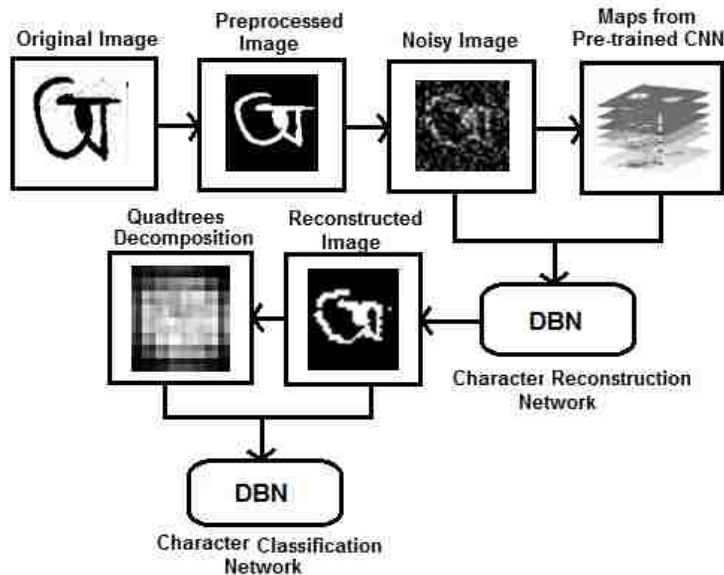 Original Image
Preprocessed
Image
Noisy Image
Maps from
Pre-trained CNN
Quadtrees
Decomposition
Reconstructed
Image
DBN
Character Reconstruction
Network
DBN
Character Classification
Network